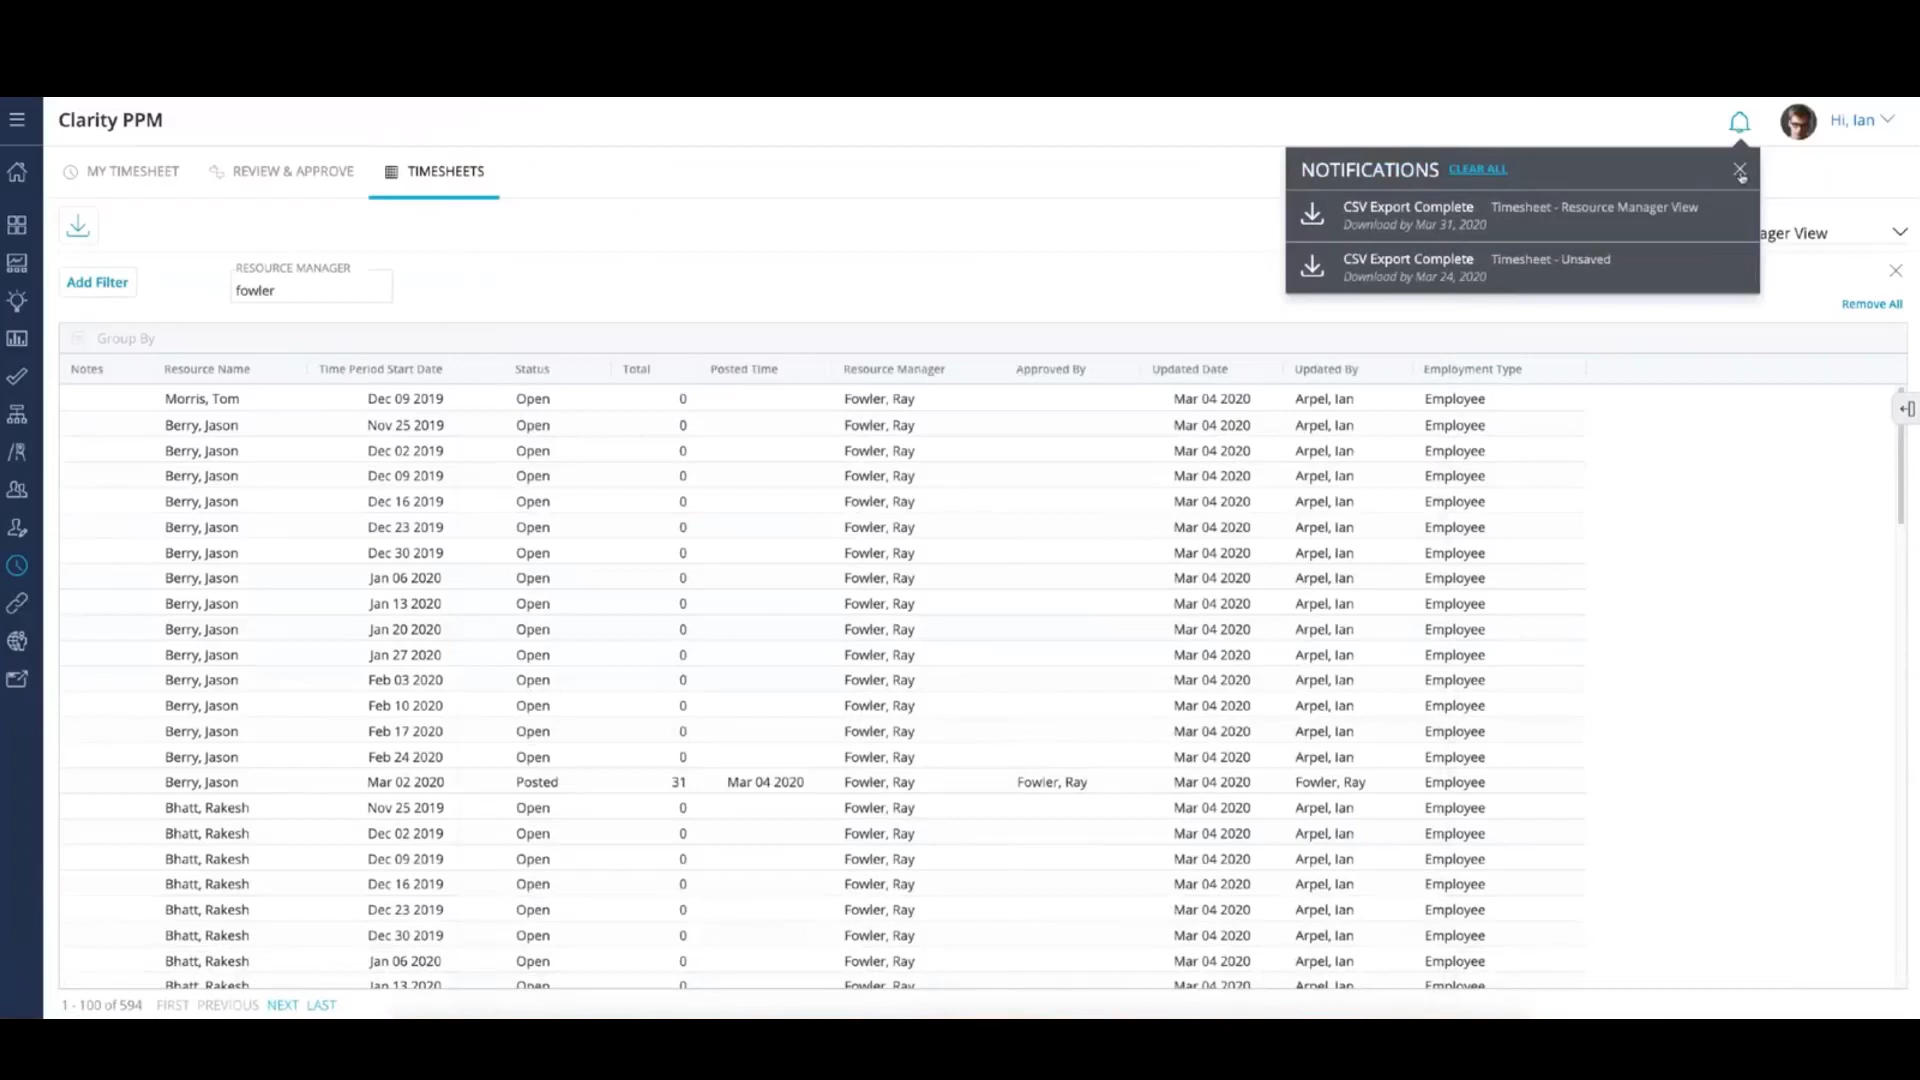 Clarity PPM
Hi, Ian
MY TIMESHEET REVIEW & APPROVE TIMESHEETS
NOTIFICATIONS CLEAR ALL
CSV Export Complete Timesheet - Resource Manager View
Download by Mar 31, 2020
CSV Export Complete Timesheet - Unsaved
Download by Mar 24, 2020
ager View
Add Filter
RESOURCE MANAGER
fowler
Remove All
Group By
Notes Resource Name Time Period Start Date Status Total Posted Time Resource Manager Approved By Updated Date Updated By Employment Type
Morris, Tom Dec 09 2019 Open 0 Fowler, Ray Mar 04 2020 Arpel, Ian Employee
Berry, Jason Nov 25 2019 Open 0 Fowler, Ray Mar 04 2020 Arpel, Ian Employee
Berry, Jason Dec 02 2019 Open 0 Fowler, Ray Mar 04 2020 Arpel, Ian Employee
Berry, Jason Dec 09 2019 Open 0 Fowler, Ray Mar 04 2020 Arpel, Ian Employee
Berry, Jason Dec 16 2019 Open 0 Fowler, Ray Mar 04 2020 Arpel, Ian Employee
Berry, Jason Dec 23 2019 Open 0 Fowler, Ray Mar 04 2020 Arpel, Ian Employee
Berry, Jason Dec 30 2019 Open 0 Fowler, Ray Mar 04 2020 Arpel, Ian Employee
Berry, Jason Jan 06 2020 Open 0 Fowler, Ray Mar 04 2020 Arpel, Ian Employee
Berry, Jason Jan 13 2020 Open 0 Fowler, Ray Mar 04 2020 Arpel, Ian Employee
Berry, Jason Jan 20 2020 Open 0 Fowler, Ray Mar 04 2020 Arpel, Ian Employee
Berry, Jason Jan 27 2020 Open 0 Fowler, Ray Mar 04 2020 Arpel, Ian Employee
Berry, Jason Feb 03 2020 Open 0 Fowler, Ray Mar 04 2020 Arpel, Ian Employee
Berry, Jason Feb 10 2020 Open 0 Fowler, Ray Mar 04 2020 Arpel, Ian Employee
Berry, Jason Feb 17 2020 Open 0 Fowler, Ray Mar 04 2020 Arpel, Ian Employee
Berry, Jason Feb 24 2020 Open 0 Fowler, Ray Mar 04 2020 Arpel, Ian Employee
Berry, Jason Mar 02 2020 Posted 31 Mar 04 2020 Fowler, Ray Fowler, Ray Mar 04 2020 Fowler, Ray Employee
Bhatt, Rakesh Nov 25 2019 Open 0 Fowler, Ray Mar 04 2020 Arpel, Ian Employee
Bhatt, Rakesh Dec 02 2019 Open 0 Fowler, Ray Mar 04 2020 Arpel, Ian Employee
Bhatt, Rakesh Dec 09 2019 Open 0 Fowler, Ray Mar 04 2020 Arpel, Ian Employee
Bhatt, Rakesh Dec 16 2019 Open 0 Fowler, Ray Mar 04 2020 Arpel, Ian Employee
Bhatt, Rakesh Dec 23 2019 Open 0 Fowler, Ray Mar 04 2020 Arpel, Ian Employee
Bhatt, Rakesh Dec 30 2019 Open 0 Fowler, Ray Mar 04 2020 Arpel, Ian Employee
Bhatt, Rakesh Jan 06 2020 Open 0 Fowler, Ray Mar 04 2020 Arpel, Ian Employee
Bhatt, Rakesh Jan 13 2020 Open 0 Fowler, Ray Mar 04 2020 Arpel, Ian Employee
1 - 100 of 594 FIRST PREVIOUS NEXT LAST